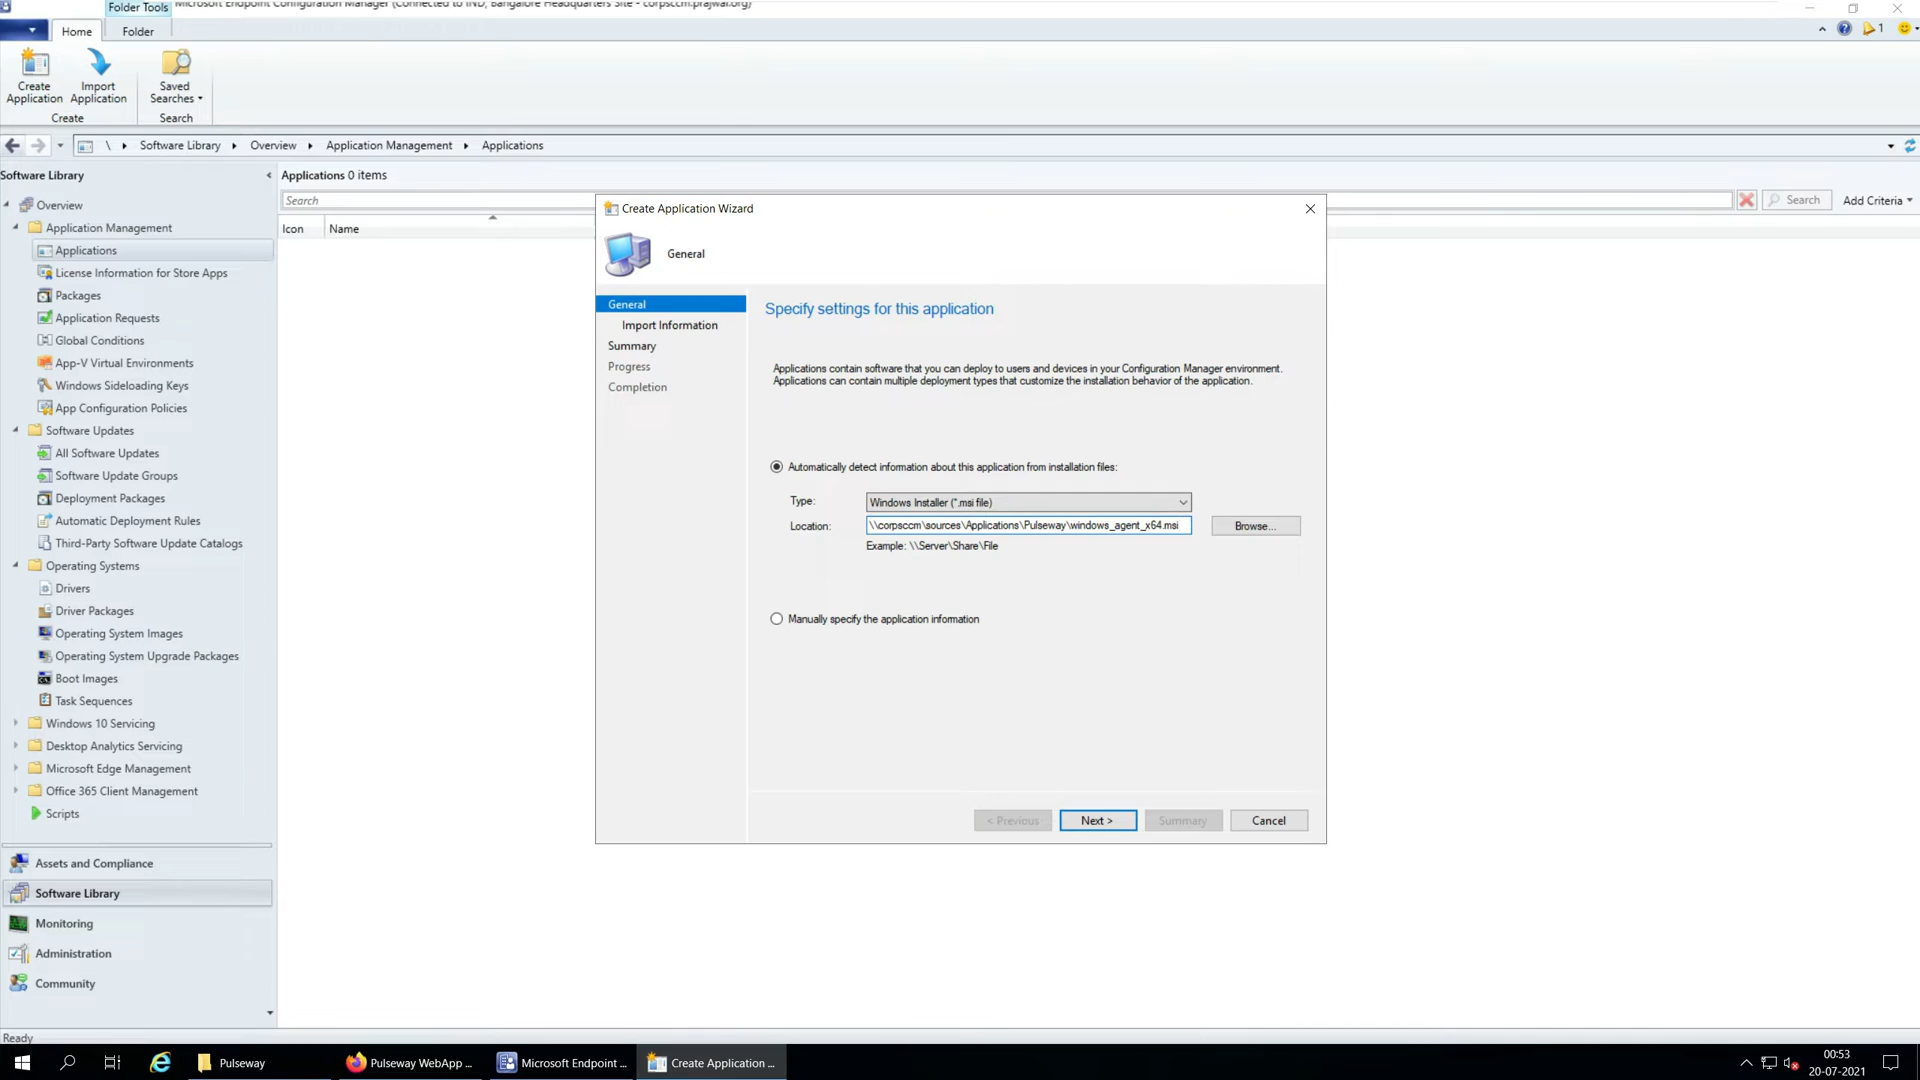 Folder Tools
Microsoft Endpoint Configuration Manager (Connected to IND, Bangalore Headquarters Site - corpsccm.prajwal.org)
Home
Folder
1
Create
Application
Import
Application
Saved
Searches
Create
Search
\
Software Library
Overview
Application Management
Applications
Software Library
Applications 0 items
Search
Search
Add Criteria
Icon
Name
Overview
Application Management
Applications
License Information for Store Apps
Packages
Application Requests
Global Conditions
App-V Virtual Environments
Windows Sideloading Keys
App Configuration Policies
Software Updates
All Software Updates
Software Update Groups
Deployment Packages
Automatic Deployment Rules
Third-Party Software Update Catalogs
Operating Systems
Drivers
Driver Packages
Operating System Images
Operating System Upgrade Packages
Boot Images
Task Sequences
Windows 10 Servicing
Desktop Analytics Servicing
Microsoft Edge Management
Office 365 Client Management
Scripts
Assets and Compliance
Software Library
Monitoring
Administration
Community
Create Application Wizard
General
General
Import Information
Summary
Progress
Completion
Specify settings for this application
Applications contain software that you can deploy to users and devices in your Configuration Manager environment.
Applications can contain multiple deployment types that customize the installation behavior of the application.
Automatically detect information about this application from installation files:
Type:
Windows Installer (*.msi file)
Location:
\\corpsccm\sources\Applications\Pulseway\windows_agent_x64.msi
Browse...
Example: \\Server\Share\File
Manually specify the application information
< Previous
Next >
Summary
Cancel
Ready
Pulseway
Pulseway WebApp ...
Microsoft Endpoint ...
Create Application ...
00:53
20-07-2021